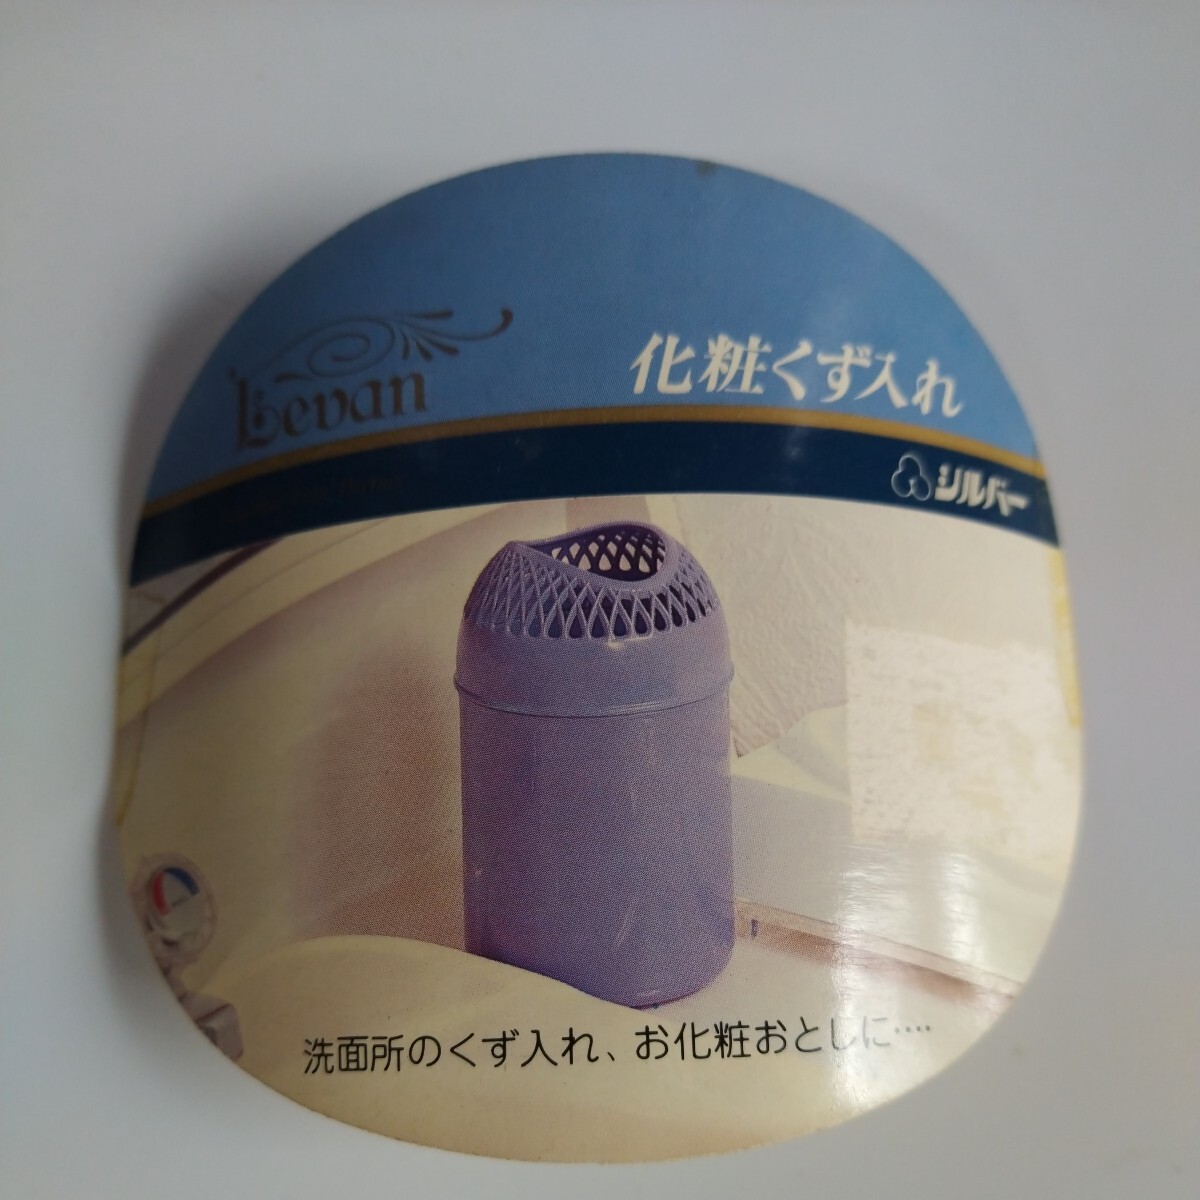 Levan
化粧くず入れ
シルバー
洗面所のくず入れ、お化粧おとしに‥‥